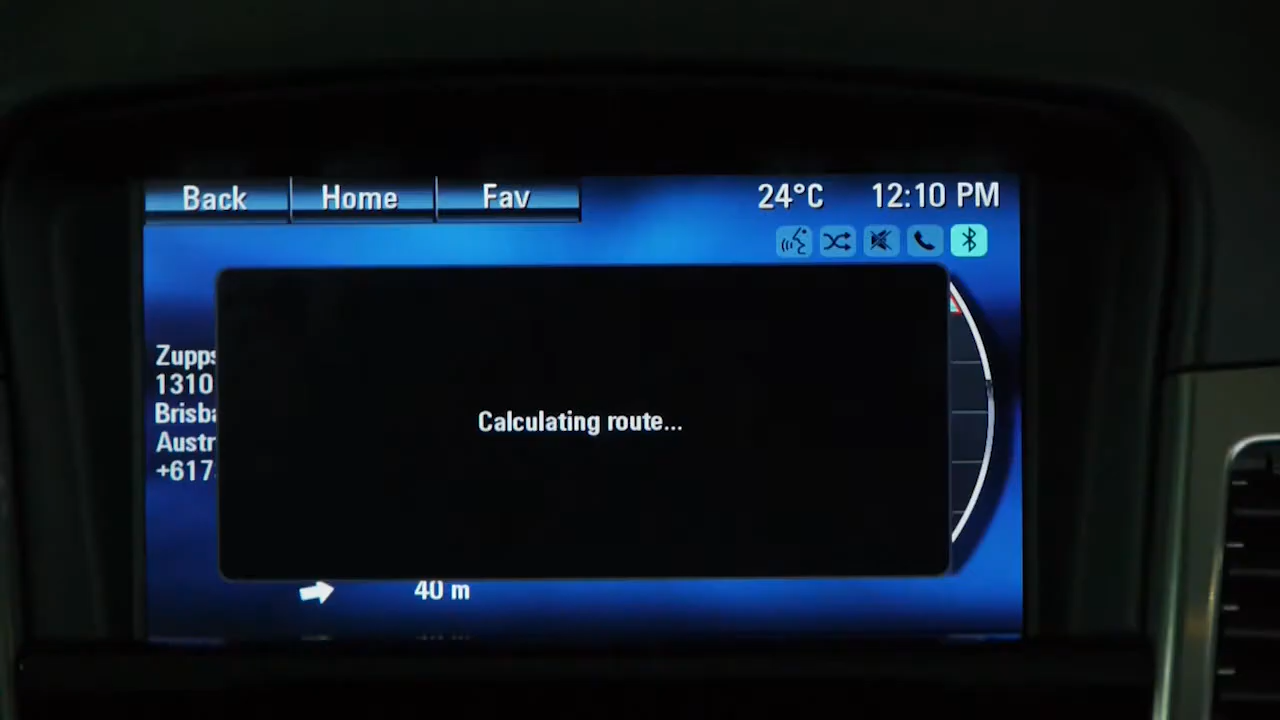 Back Home Fav 24°C 12:10 PM
Zupps
1310
Brisba
Austr
+617
Calculating route...
40 m